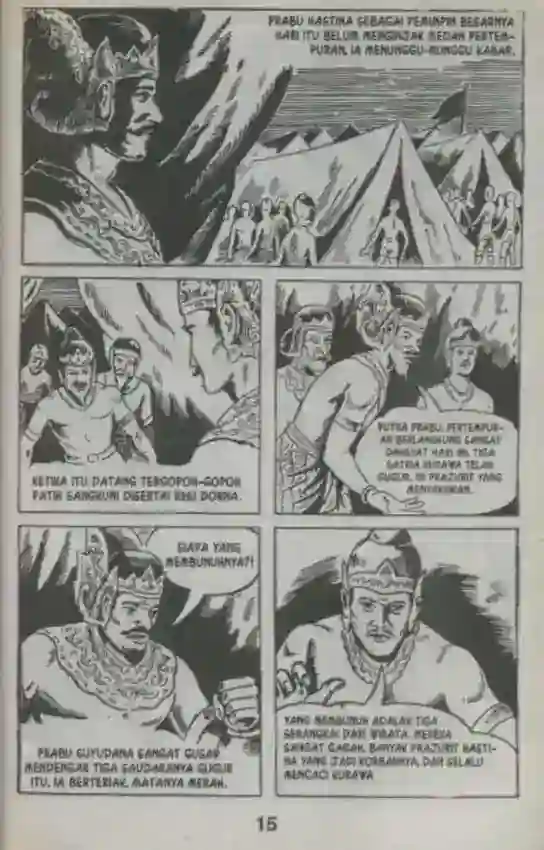 PRABU HASTINA SEBAGAI PEMIMPIN BESARNYA
HARI ITU BELUM MENGINJAK MEDAN PERTEM-
PURAN. IA MENUNGGU-NUNGGU KABAR.
KETIKA ITU DATANG TERGOPOH-GOPOH
PATIH SANGKUNI DISERTAI RESI DORNA.
PUTRA PRABU, PERTEMPUR-
AN BERLANGSUNG SANGAT
DAHSYAT HARI INI. TIGA
SATRIA KURAWA TELAH
GUGUR. INI PRAJURIT YANG
MENYAKSIKAN.
SIAPA YANG
MEMBUNUHNYA?!
PRABU SUYUDANA SANGAT GUSAR
MENDENGAR TIGA SAUDARANYA GUGUR
ITU. IA BERTERIAK, MATANYA MERAH.
YANG MEMBUNUH ADALAH TIGA
SERANGKAI DARI WIRATA. MEREKA
SANGAT GAGAH. BANYAK PRAJURIT HASTI-
NA YANG JADI KORBANNYA, DAN SELALU
MENCACI KURAWA
15